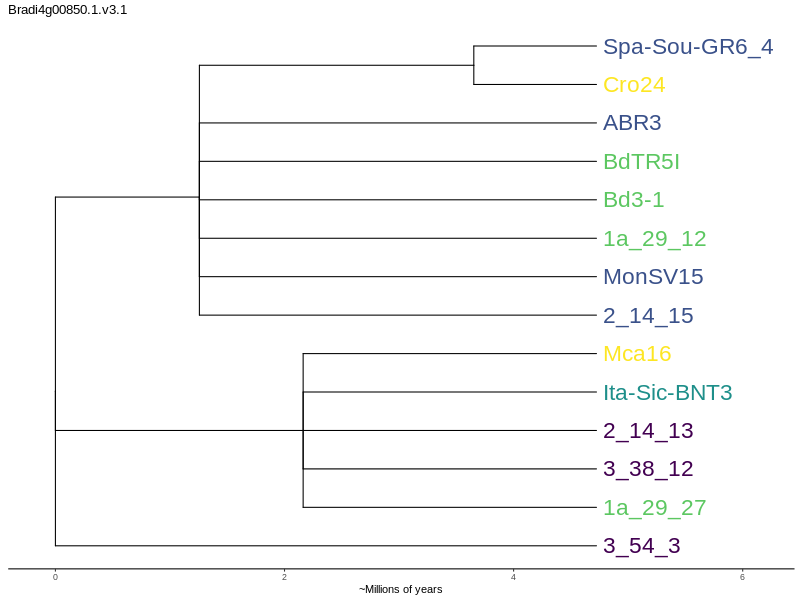 Bradi4g00850.1.v3.1
Spa-Sou-GR6_4
Cro24
ABR3
BdTR5I
Bd3-1
1a_29_12
MonSV15
2_14_15
Mca16
Ita-Sic-BNT3
2_14_13
3_38_12
1a_29_27
3_54_3
0 2 4 6
~Millions of years